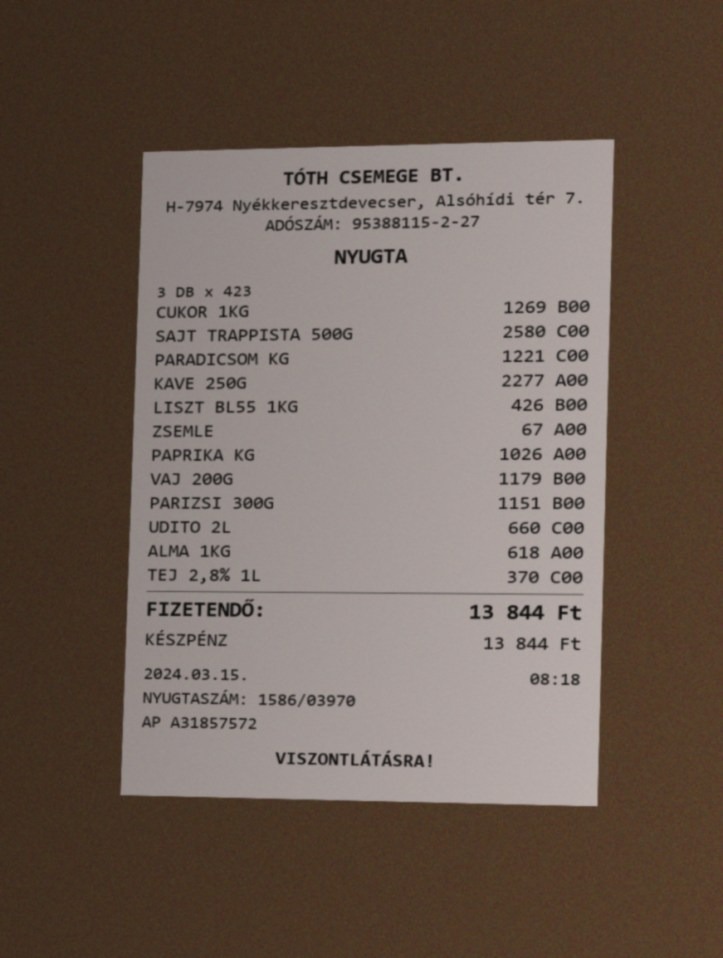 TÓTH CSEMEGE BT.
H-7974 Nyékkeresztdevecser, Alsóhídi tér 7.
ADÓSZÁM: 95388115-2-27
NYUGTA
3 DB x 423
CUKOR 1KG 1269 B00
SAJT TRAPPISTA 500G 2580 C00
PARADICSOM KG 1221 C00
KAVE 250G 2277 A00
LISZT BL55 1KG 426 B00
ZSEMLE 67 A00
PAPRIKA KG 1026 A00
VAJ 200G 1179 B00
PARIZSI 300G 1151 B00
UDITO 2L 660 C00
ALMA 1KG 618 A00
TEJ 2,8% 1L 370 C00
FIZETENDŐ: 13 844 Ft
KÉSZPÉNZ 13 844 Ft
2024.03.15. 08:18
NYUGTASZÁM: 1586/03970
AP A31857572
VISZONTLÁTÁSRA!